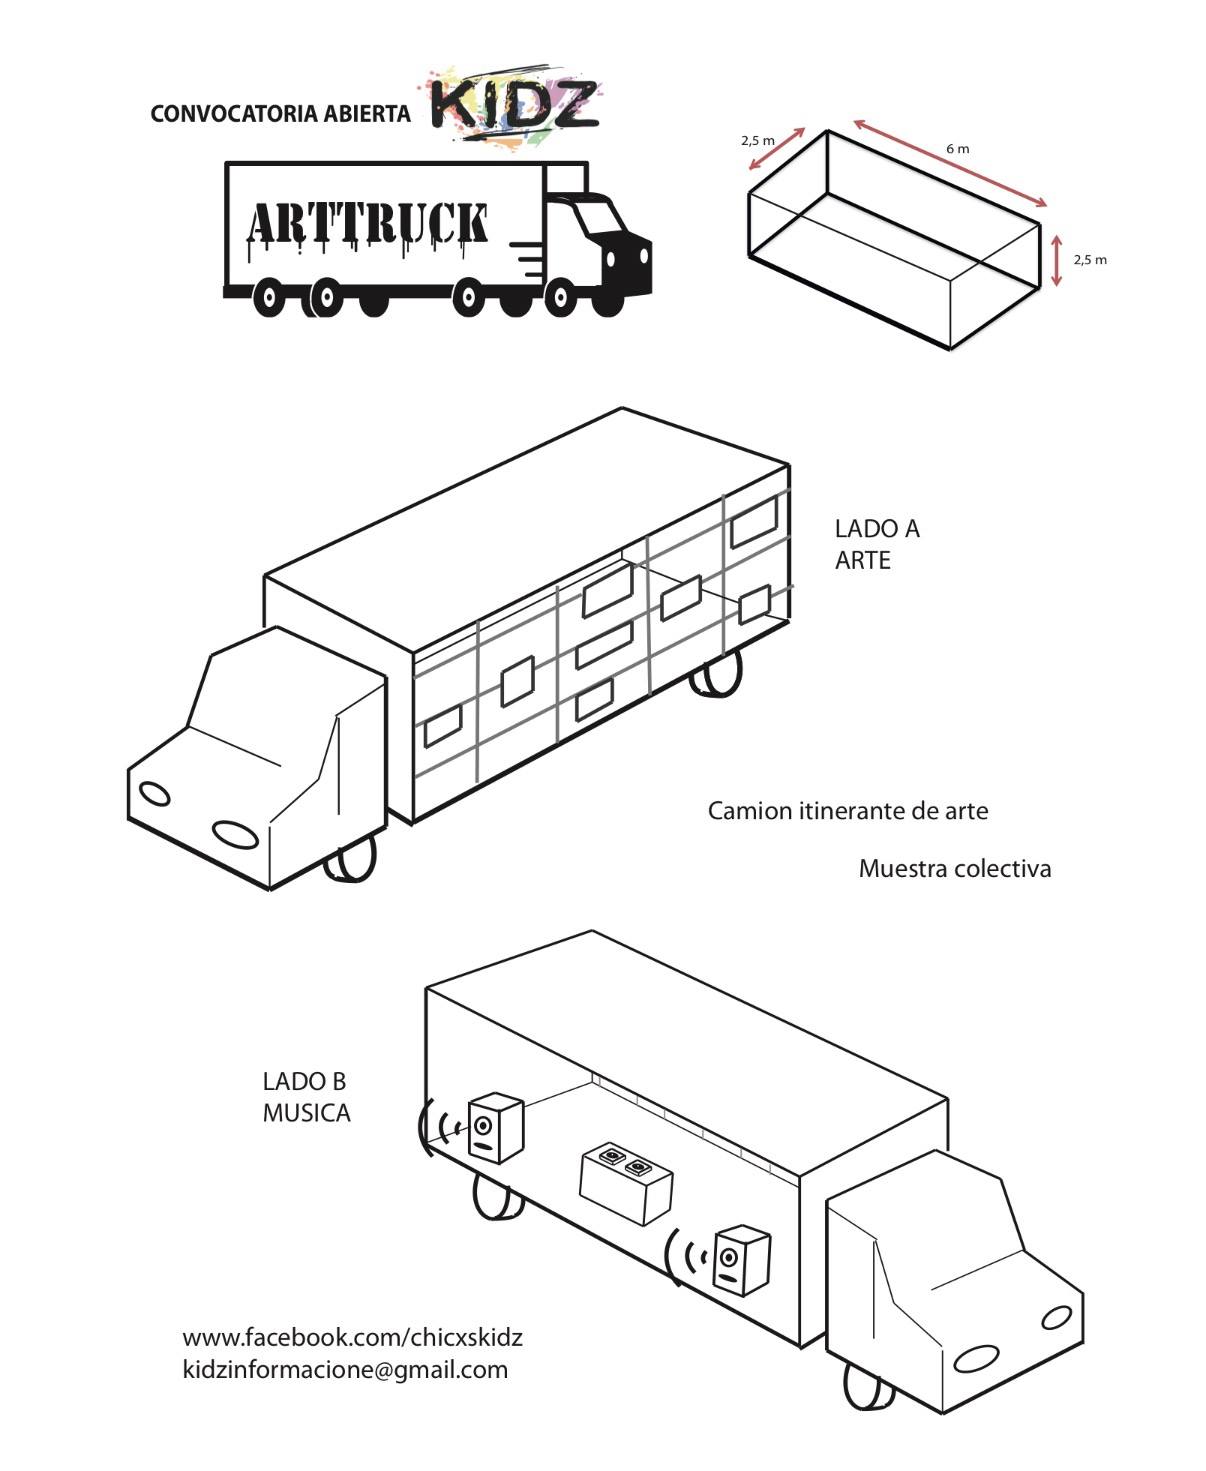 CONVOCATORIA ABIERTA KIDZ
ARTTRUCK
2,5 m
6 m
2,5 m
LADO A
ARTE
Camion itinerante de arte
Muestra colectiva
LADO B
MUSICA
www.facebook.com/chicxskidz
kidzinformacione@gmail.com